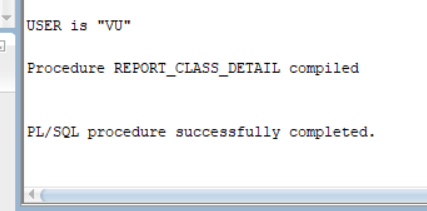 USER is "VU"
Procedure REPORT_CLASS_DETAIL compiled
PL/SQL procedure successfully completed.